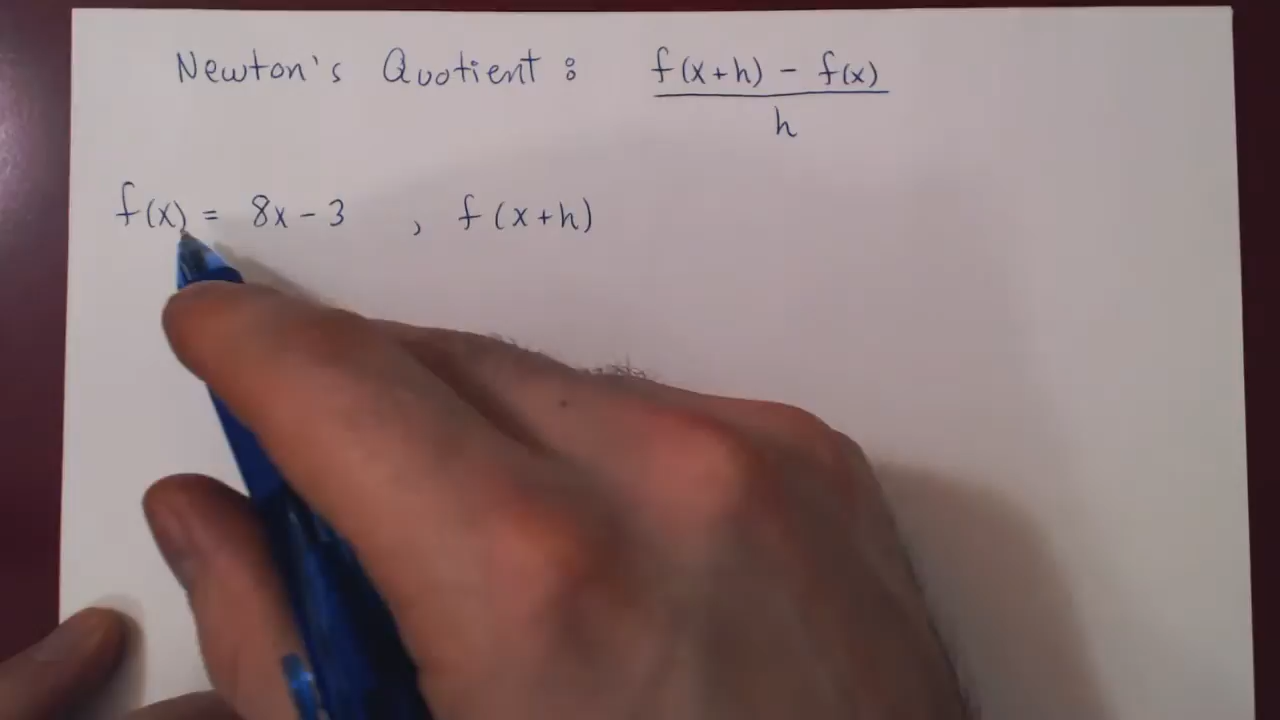 Newton's Quotient : f(x+h) - f(x)
h
f(x) = 8x - 3 , f(x+h)